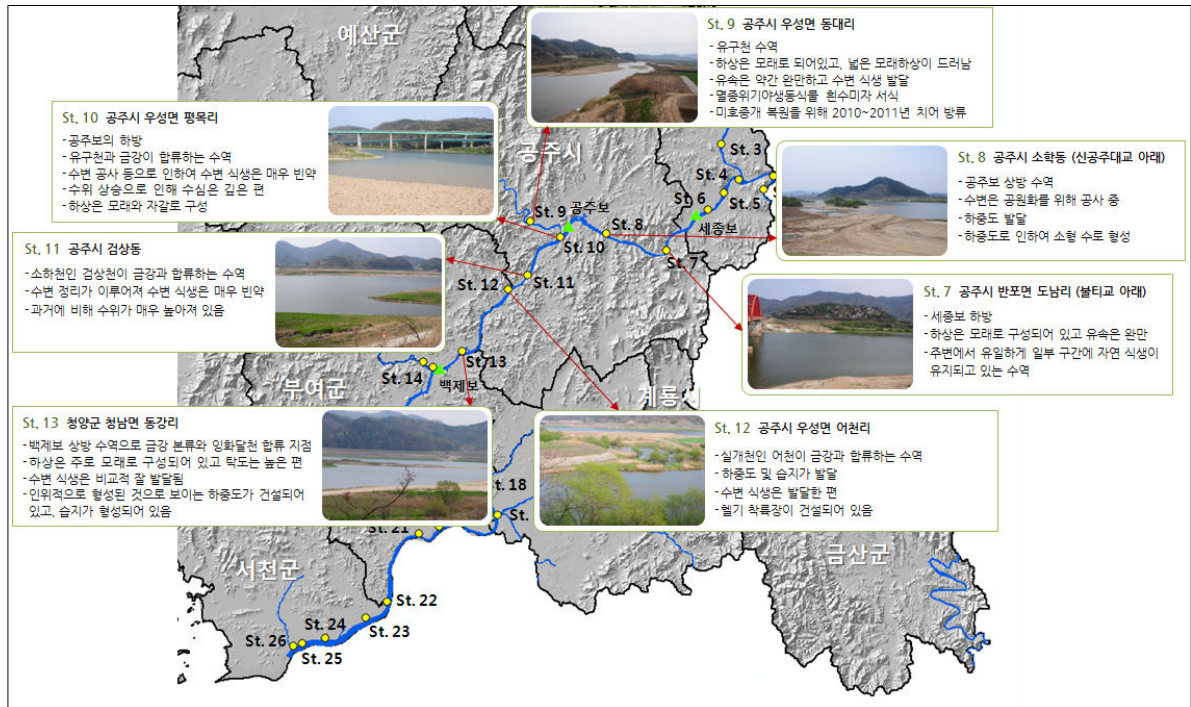 예산군
St. 9 공주시 우성면 동대리
- 유구천 수역
- 하상은 모래로 되어있고, 넓은 모래하상이 드러남
- 유속은 약간 완만하고 수변 식생 발달
- 멸종위기야생동식물 흰수미자 서식
- 미호종개 복원를 위해 2010~2011년 치어 방류
St. 10 공주시 우성면 평목리
- 공주보의 하방
- 유구천과 금강이 합류하는 수역
- 수변 공사 등으로 인하여 수변 식생은 매우 빈약
- 수위 상승으로 인해 수심은 깊은 편
- 하상은 모래와 자갈로 구성
공주시
St. 3
St. 4
St. 5
St. 6
세종보
St. 8 공주시 소학동 (신공주대교 아래)
- 공주보 상방 수역
- 수변은 공원화를 위해 공사 중
- 하중도 발달
- 하중도로 인하여 소형 수로 형성
St. 9
공주보
St. 8
St. 10
St. 7
St. 11 공주시 검상동
- 소하천인 검상천이 금강과 합류하는 수역
- 수변 정리가 이루어져 수변 식생은 매우 빈약
- 과거에 비해 수위가 매우 높아져 있음
St. 11
St. 12
St. 7 공주시 반포면 도남리 (불티교 아래)
- 세종보 하방
- 하상은 모래로 구성되어 있고 유속은 완만
- 주변에서 유일하게 일부 구간에 자연 식생이
유지되고 있는 수역
St. 13
St. 14
백제보
부여군
계룡시
St. 13 청양군 청남면 동강리
- 백제보 상방 수역으로 금강 본류와 잉화달천 합류 지점
- 하상은 주로 모래로 구성되어 있고 탁도는 높은 편
- 수변 식생은 비교적 잘 발달됨
- 인위적으로 형성된 것으로 보이는 하중도가 건설되어
있고, 습지가 형성되어 있음
St. 12 공주시 우성면 어천리
- 실개천인 어천이 금강과 합류하는 수역
- 하중도 및 습지가 발달
- 수변 식생은 발달한 편
- 헬기 착륙장이 건설되어 있음
St. 18
St.
St. 21
서천군
금산군
St. 22
St. 23
St. 24
St. 26
St. 25